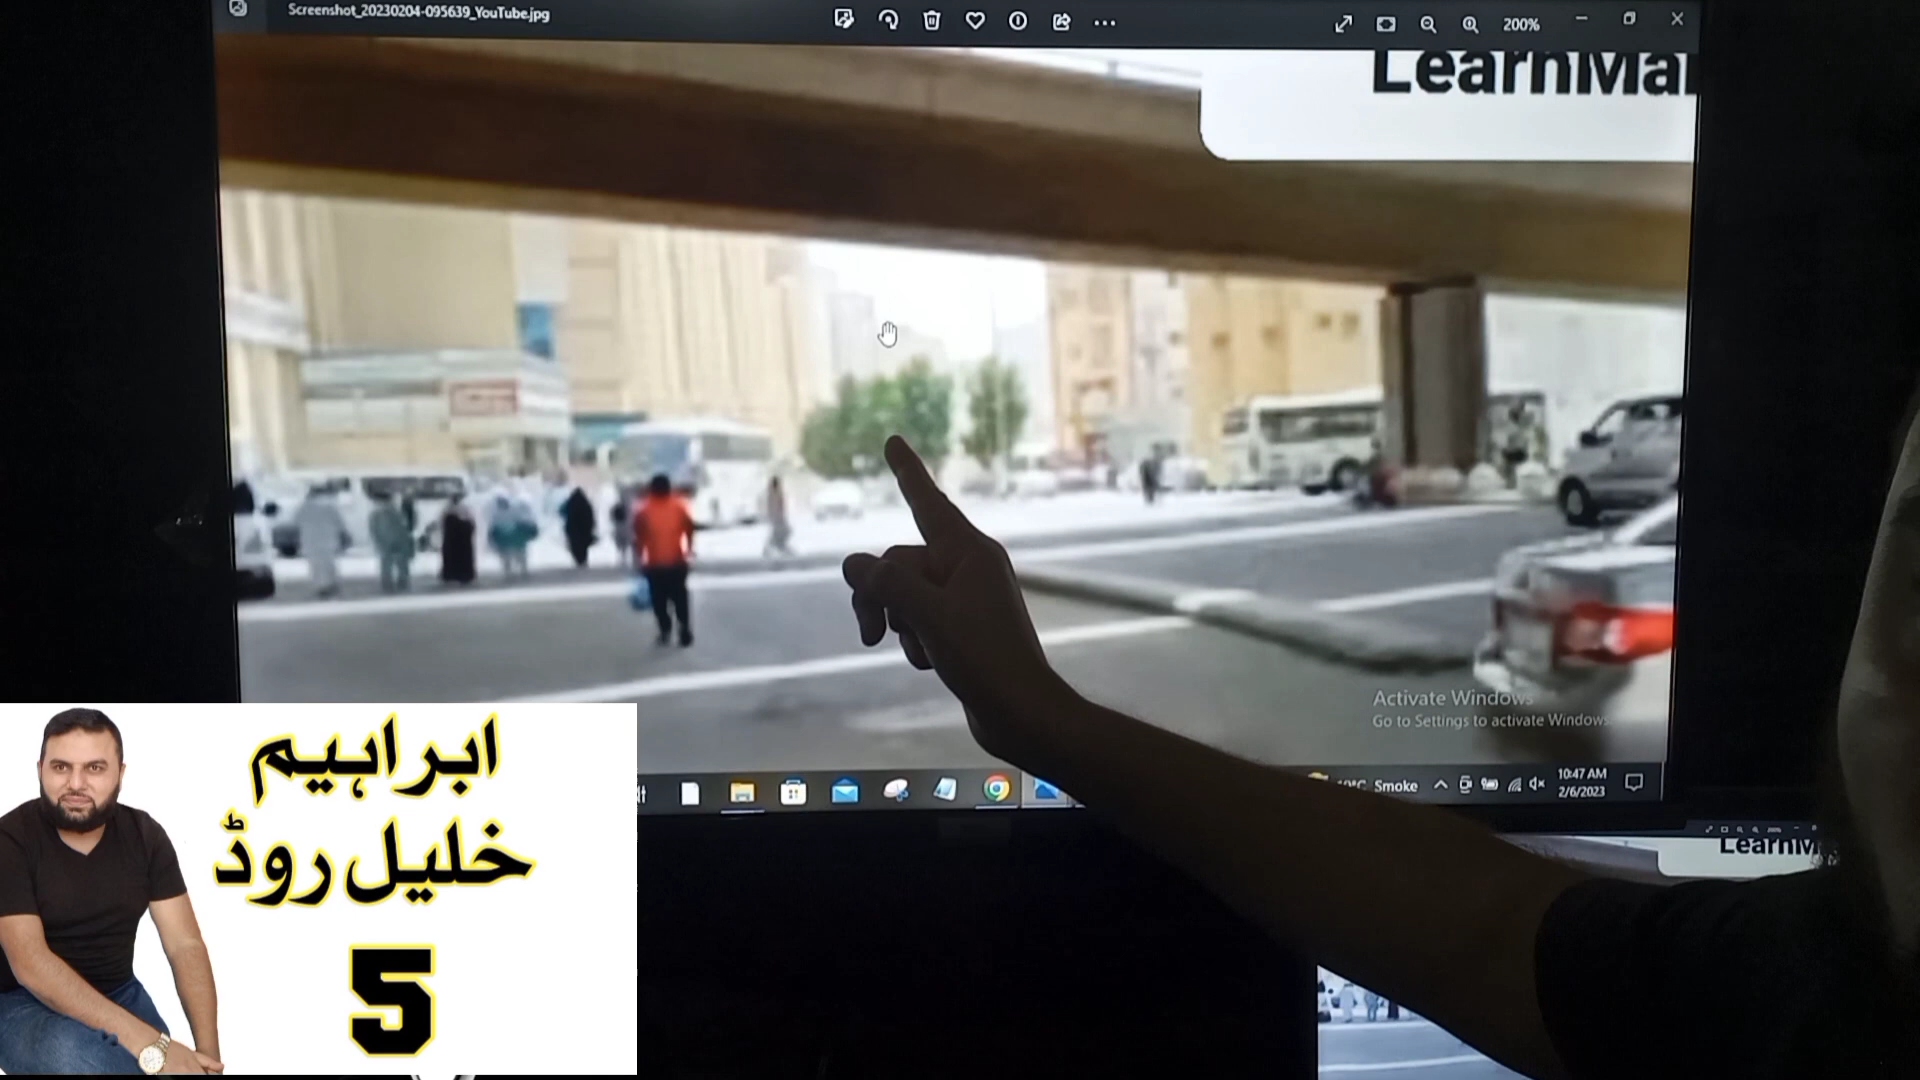 Screenshot_20230204-095639_YouTube.jpg
200%
LearnMa
Activate Windows
Go to Settings to activate Windows.
Smoke
10:47 AM
2/6/2023
ابراہیم
خلیل روڈ
5
LearnM